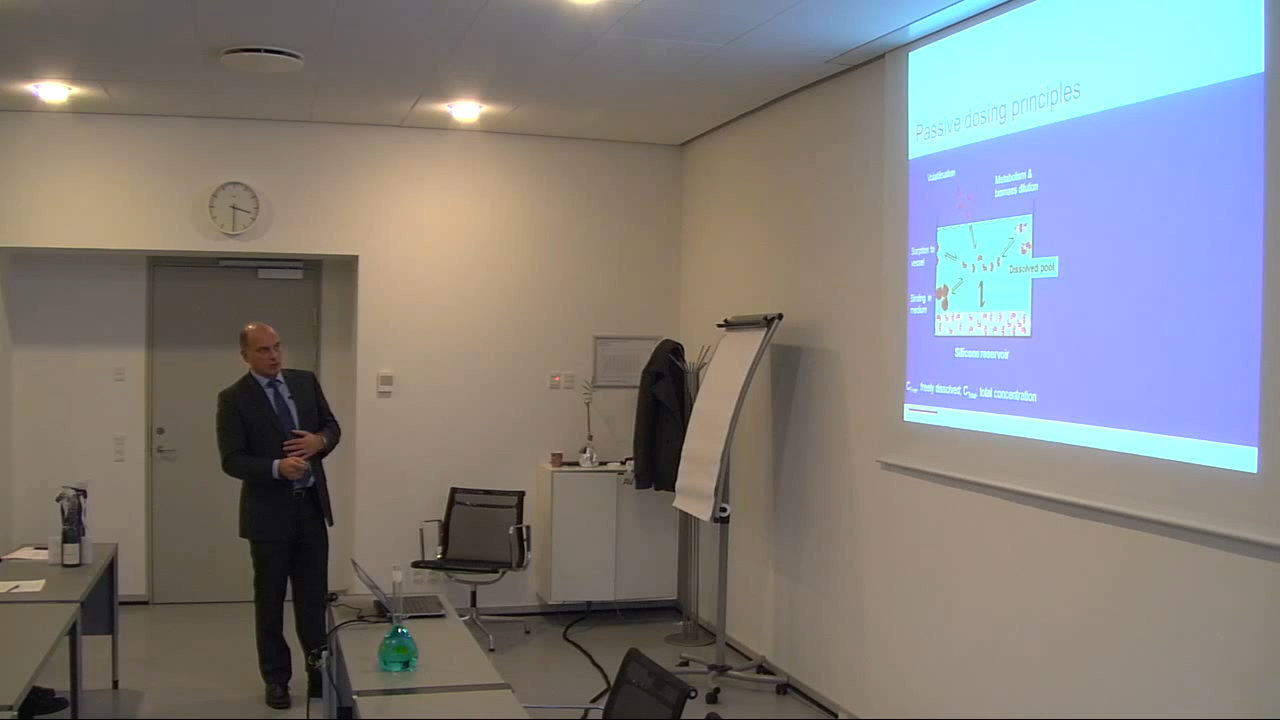 Passive dosing principles
Volatilisation
Metabolism &
biomass dilution
Sorption to
vessel
Dissolved pool
Binding in
medium
Silicone reservoir
freely dissolved; total concentration